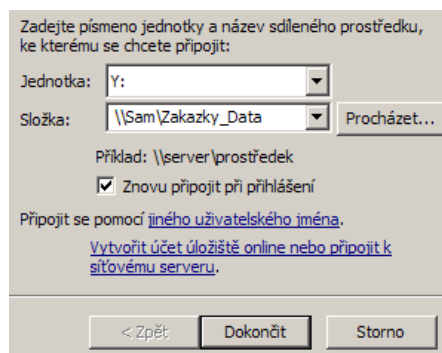 Zadejte písmeno jednotky a název sdíleného prostředku,
ke kterému se chcete připojit:
Jednotka: Y:
Složka: \\Sam\Zakazky_Data Procházet...
Příklad: \\server\prostředek
Znovu připojit při přihlášení
Připojit se pomocí jiného uživatelského jména.
Vytvořit účet úložiště online nebo připojit k
síťovému serveru.
< Zpět Dokončit Storno